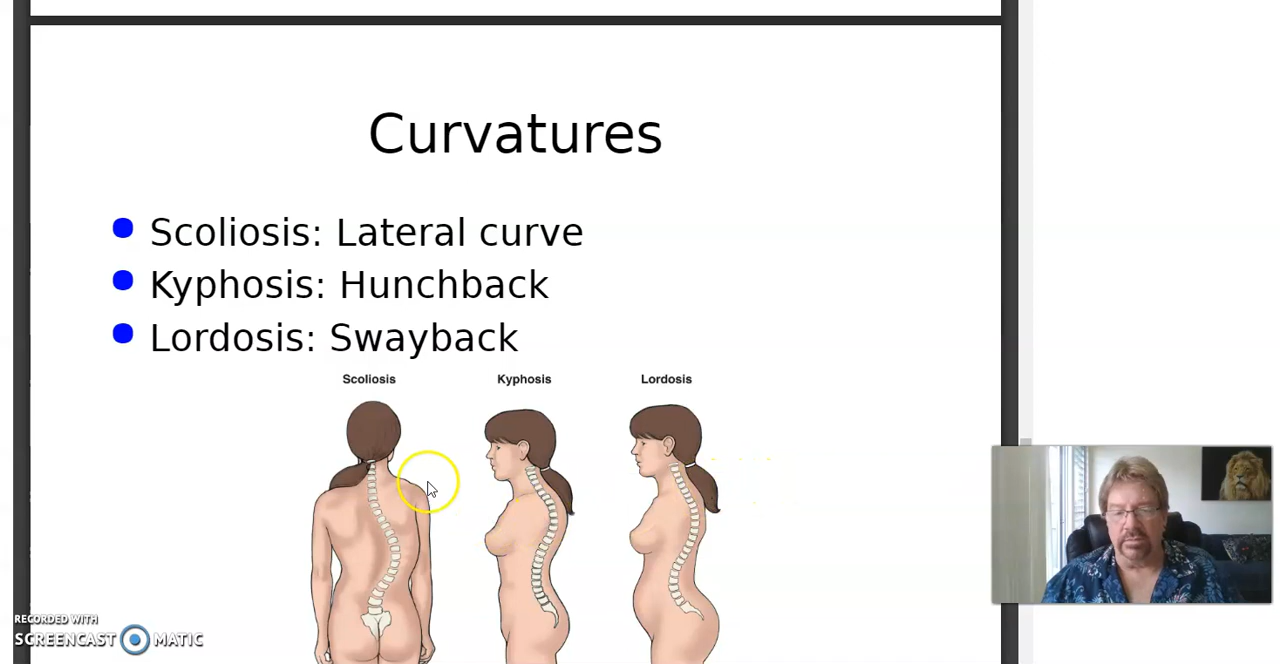 Curvatures
Scoliosis: Lateral curve
Kyphosis: Hunchback
Lordosis: Swayback
Scoliosis Kyphosis Lordosis
RECORDED WITH
SCREENCAST MATIC